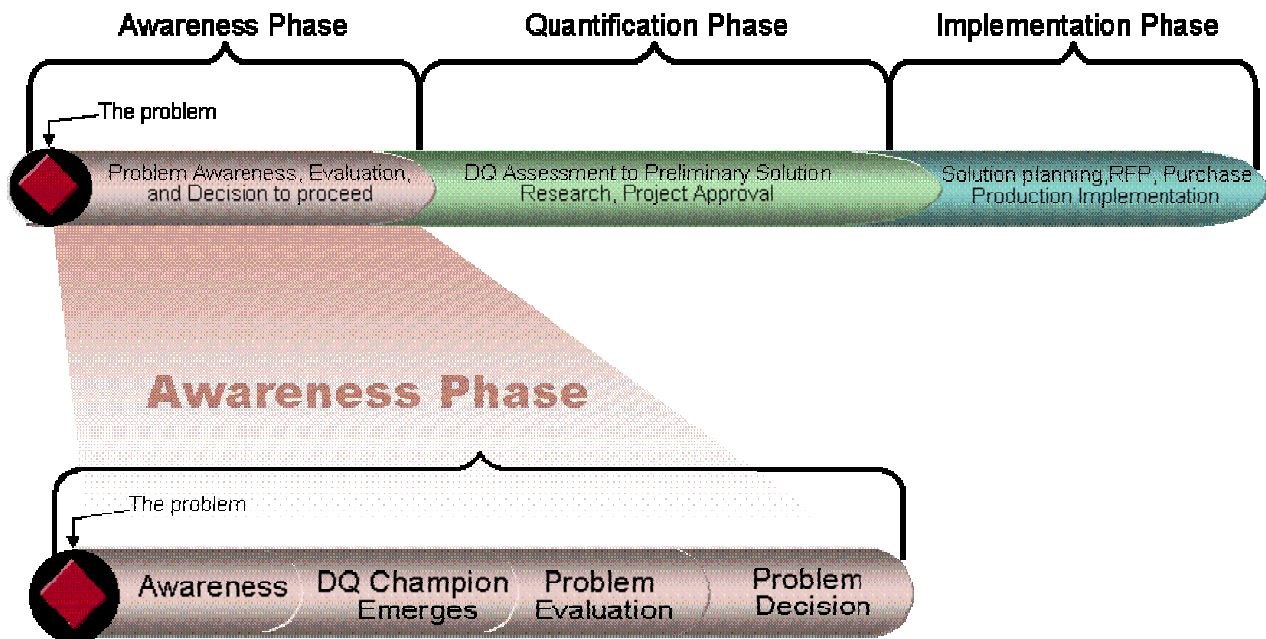 Awareness Phase
Quantification Phase
Implementation Phase
The problem
Problem Awareness, Evaluation,
and Decision to proceed
DQ Assessment to Preliminary Solution
Research, Project Approval
Solution planning,RFP, Purchase
Production Implementation
Awareness Phase
The problem
Awareness
DQ Champion
Emerges
Problem
Evaluation
Problem
Decision